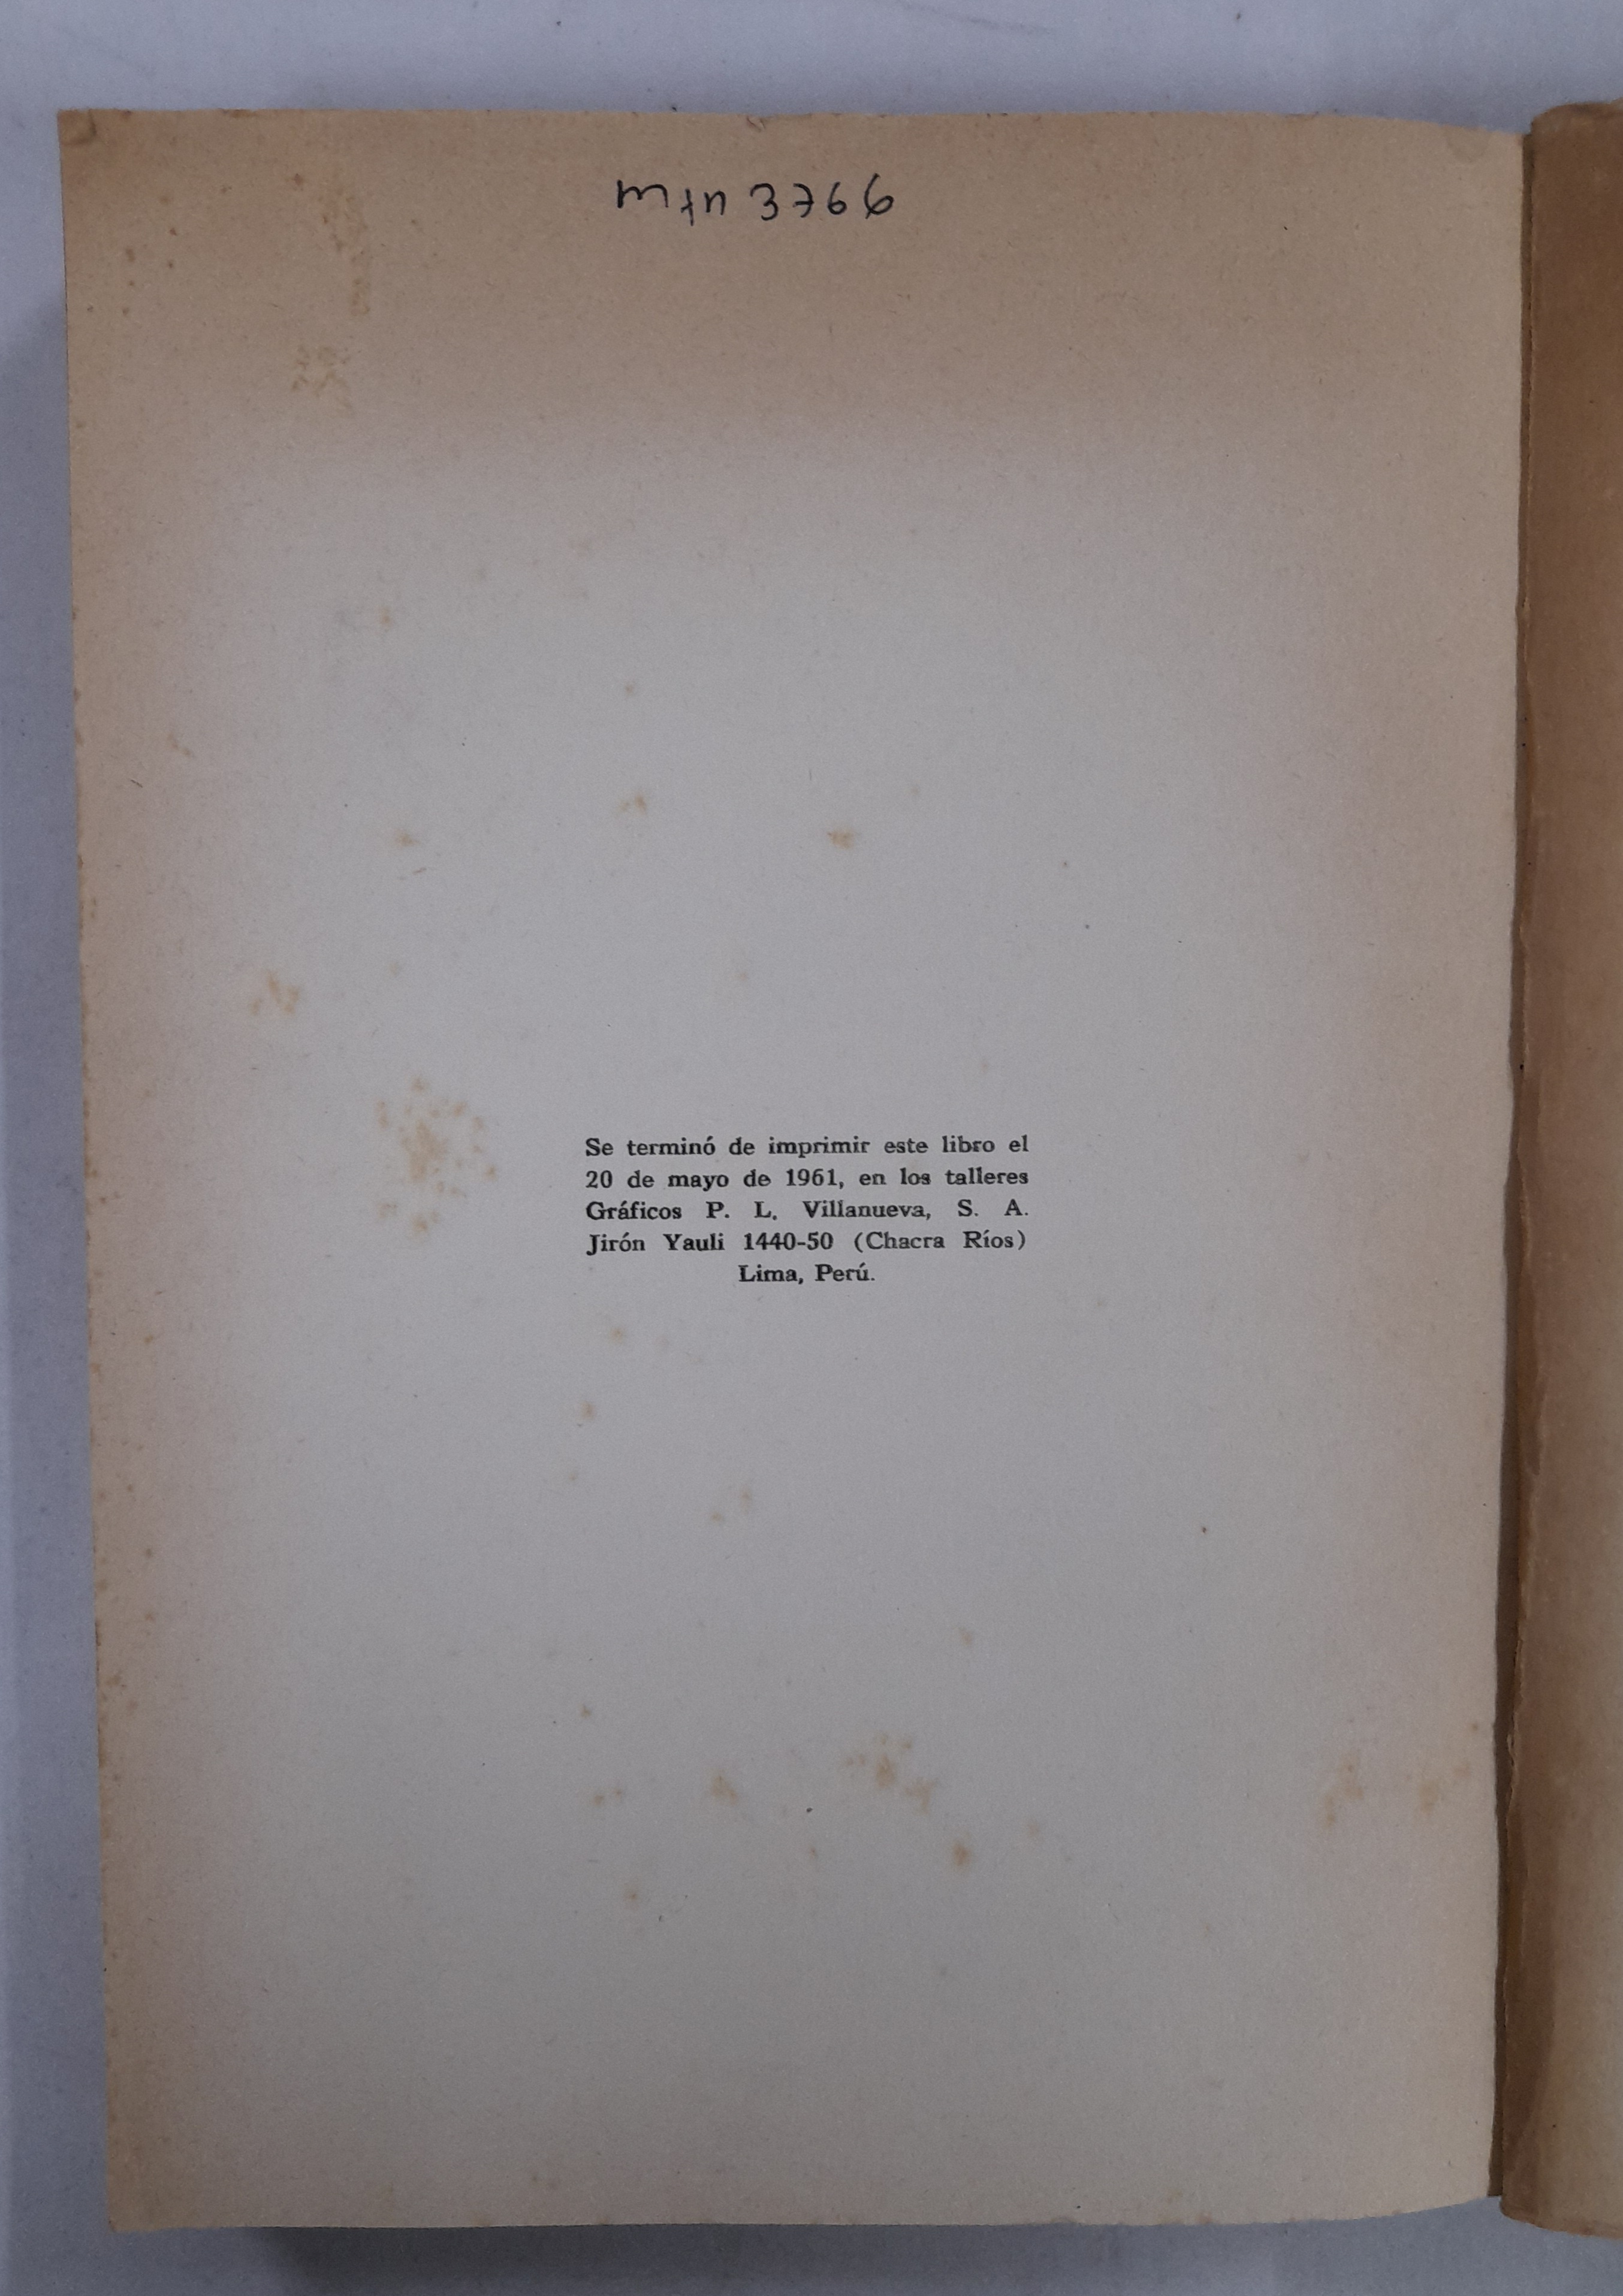 3766
Se terminó de imprimir este libro el
20 de mayo de 1961, en los talleres
Gráficos P. L. Villanueva, S. A.
Jirón Yauli 1440-50 (Chacra Ríos)
Lima, Perú.